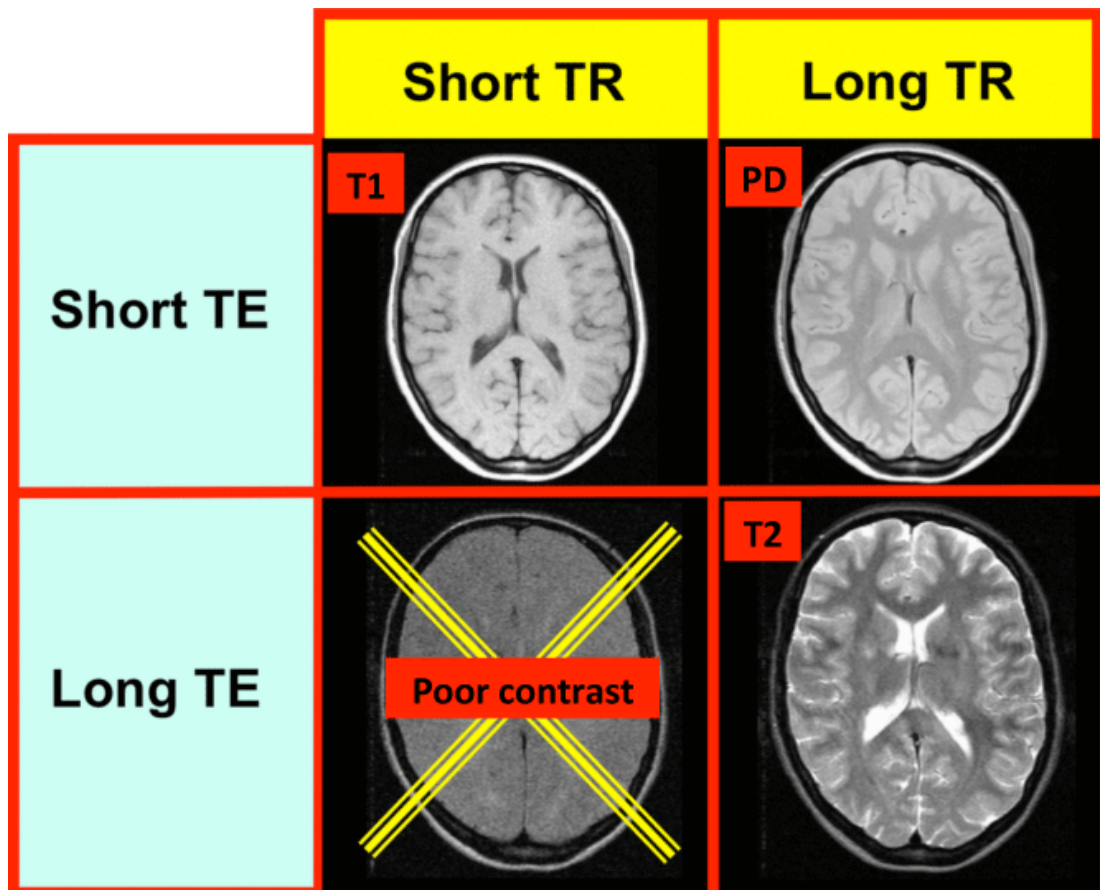 Short TR
Long TR
Short TE
T1
PD
Long TE
Poor contrast
T2